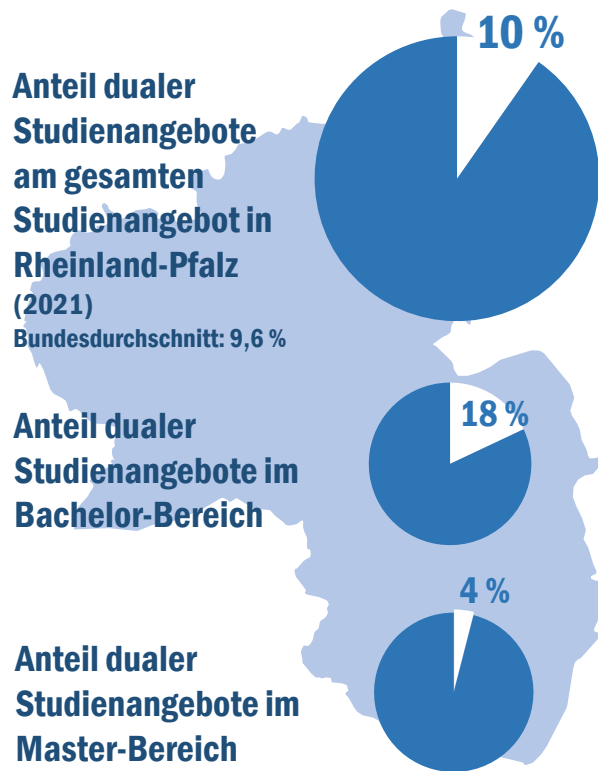 10 %
Anteil dualer
Studienangebote
am gesamten
Studienangebot in
Rheinland-Pfalz
(2021)
Bundesdurchschnitt: 9,6 %
Anteil dualer
Studienangebote im
Bachelor-Bereich
18 %
4 %
Anteil dualer
Studienangebote im
Master-Bereich